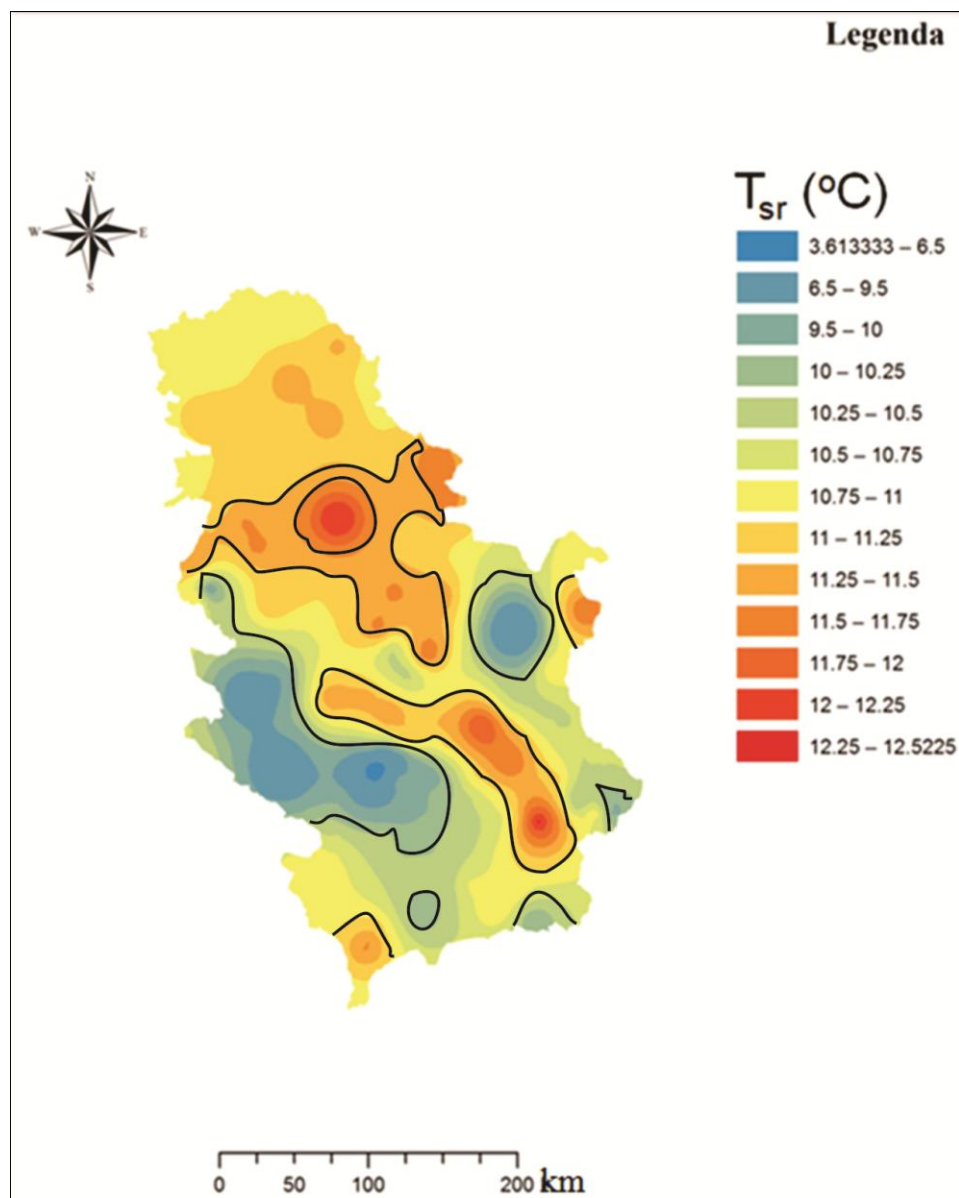 Legenda
N
W E
S
Tsr (°C)
3.613333 – 6.5
6.5 – 9.5
9.5 – 10
10 – 10.25
10.25 – 10.5
10.5 – 10.75
10.75 – 11
11 – 11.25
11.25 – 11.5
11.5 – 11.75
11.75 – 12
12 – 12.25
12.25 – 12.5225
0 50 100 200 km